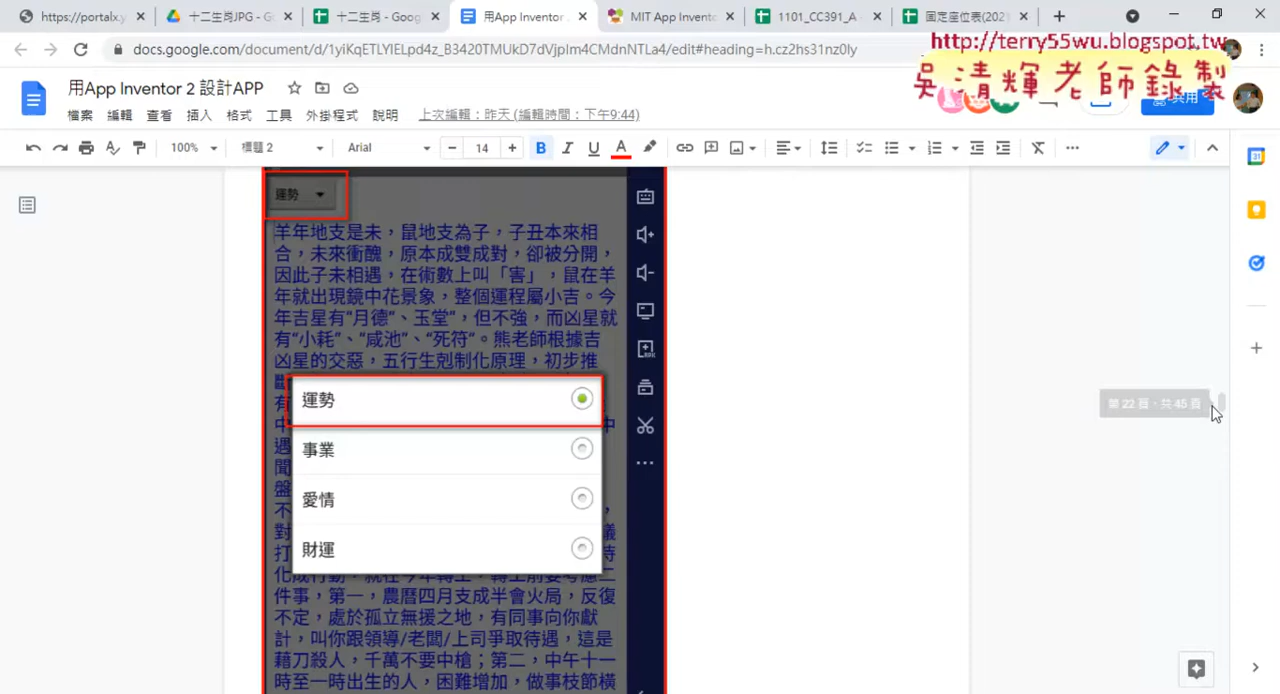 https://portalx.y
十二生肖JPG - G
十二生肖 - Goog
用App Inventor
MIT App Invento
1101_CC391_A -
固定座位表(202
docs.google.com/document/d/1yiKqETLYlELpd4z_B3420TMUkD7dVjpIm4CMdnNTLa4/edit#heading=h.cz2hs31nz0ly
http://terry55wu.blogspot.tw
吳清輝老師錄製
用App Inventor 2 設計APP
檔案 編輯 查看 插入 格式 工具 外掛程式 說明 上次編輯：昨天 (編輯時間：下午9:44)
共用
100% 標題 2 Arial 14 B I U A
運勢
羊年地支是未，鼠地支為子，子丑本來相
合，未來衝醜，原本成雙成對，卻被分開，
因此子未相遇，在術數上叫「害」，鼠在羊
年就出現鏡中花景象，整個運程屬小吉。今
年吉星有“月德”、玉堂“，但不強，而凶星就
有“小耗”、“咸池”、“死符”。熊老師根據吉
凶星的交惡，五行生剋制化原理，初步推
運勢
事業
愛情
財運
第 22 頁，共 45 頁
化成行動，就在今年轉工，轉工前要考慮二
件事，第一，農曆四月支成半會火局，反復
不定，處於孤立無援之地，有同事向你獻
計，叫你跟領導/老闆/上司爭取待遇，這是
藉刀殺人，千萬不要中槍；第二，中午十一
時至一時出生的人，困難增加，做事枝節橫